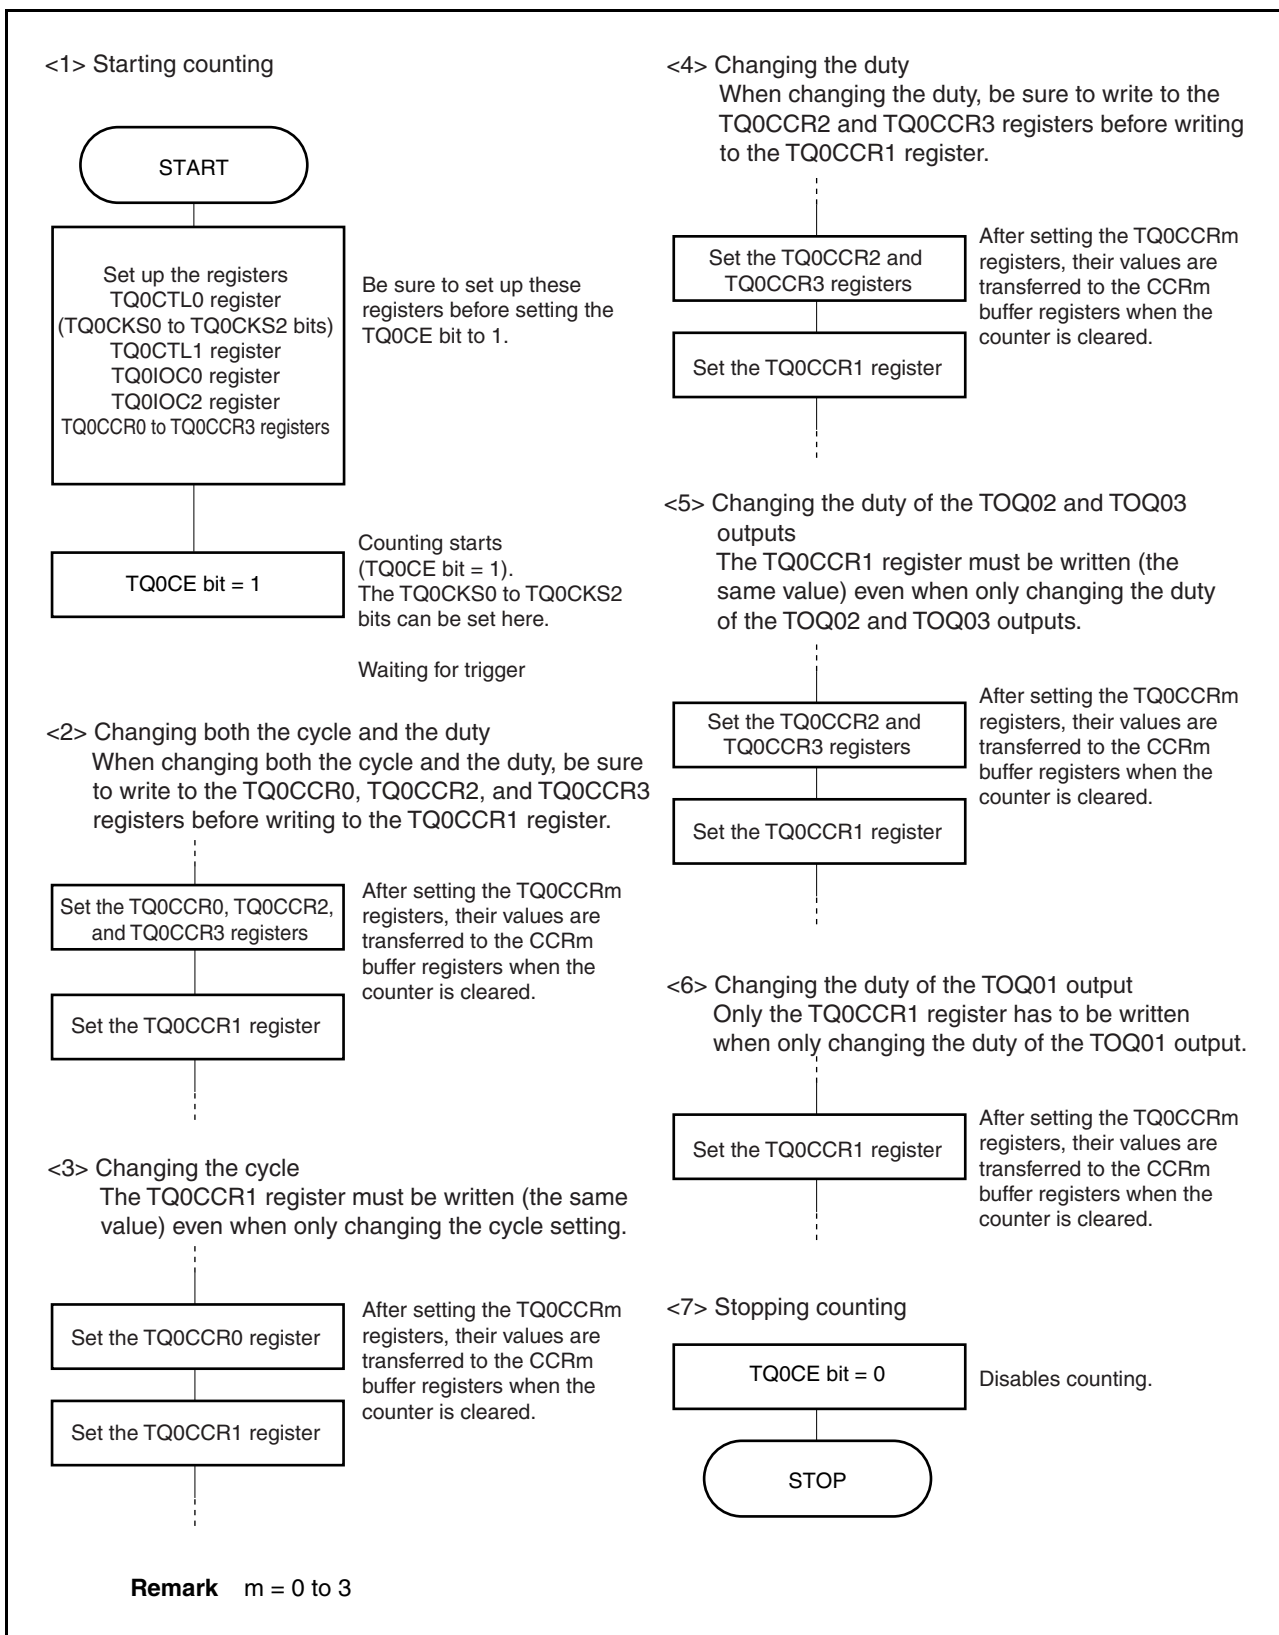 <1> Starting counting
START
Set up the registers
TQ0CTL0 register
(TQ0CKS0 to TQ0CKS2 bits)
TQ0CTL1 register
TQ0IOC0 register
TQ0IOC2 register
TQ0CCR0 to TQ0CCR3 registers
Be sure to set up these
registers before setting the
TQ0CE bit to 1.
TQ0CE bit = 1
Counting starts
(TQ0CE bit = 1).
The TQ0CKS0 to TQ0CKS2
bits can be set here.
Waiting for trigger
<2> Changing both the cycle and the duty
When changing both the cycle and the duty, be sure
to write to the TQ0CCR0, TQ0CCR2, and TQ0CCR3
registers before writing to the TQ0CCR1 register.
Set the TQ0CCR0, TQ0CCR2,
and TQ0CCR3 registers
After setting the TQ0CCRm
registers, their values are
transferred to the CCRm
buffer registers when the
counter is cleared.
Set the TQ0CCR1 register
<3> Changing the cycle
The TQ0CCR1 register must be written (the same
value) even when only changing the cycle setting.
Set the TQ0CCR0 register
After setting the TQ0CCRm
registers, their values are
transferred to the CCRm
buffer registers when the
counter is cleared.
Set the TQ0CCR1 register
<4> Changing the duty
When changing the duty, be sure to write to the
TQ0CCR2 and TQ0CCR3 registers before writing
to the TQ0CCR1 register.
Set the TQ0CCR2 and
TQ0CCR3 registers
After setting the TQ0CCRm
registers, their values are
transferred to the CCRm
buffer registers when the
counter is cleared.
Set the TQ0CCR1 register
<5> Changing the duty of the TOQ02 and TOQ03
outputs
The TQ0CCR1 register must be written (the
same value) even when only changing the duty
of the TOQ02 and TOQ03 outputs.
Set the TQ0CCR2 and
TQ0CCR3 registers
After setting the TQ0CCRm
registers, their values are
transferred to the CCRm
buffer registers when the
counter is cleared.
Set the TQ0CCR1 register
<6> Changing the duty of the TOQ01 output
Only the TQ0CCR1 register has to be written
when only changing the duty of the TOQ01 output.
Set the TQ0CCR1 register
After setting the TQ0CCRm
registers, their values are
transferred to the CCRm
buffer registers when the
counter is cleared.
<7> Stopping counting
TQ0CE bit = 0
Disables counting.
STOP
Remark m = 0 to 3